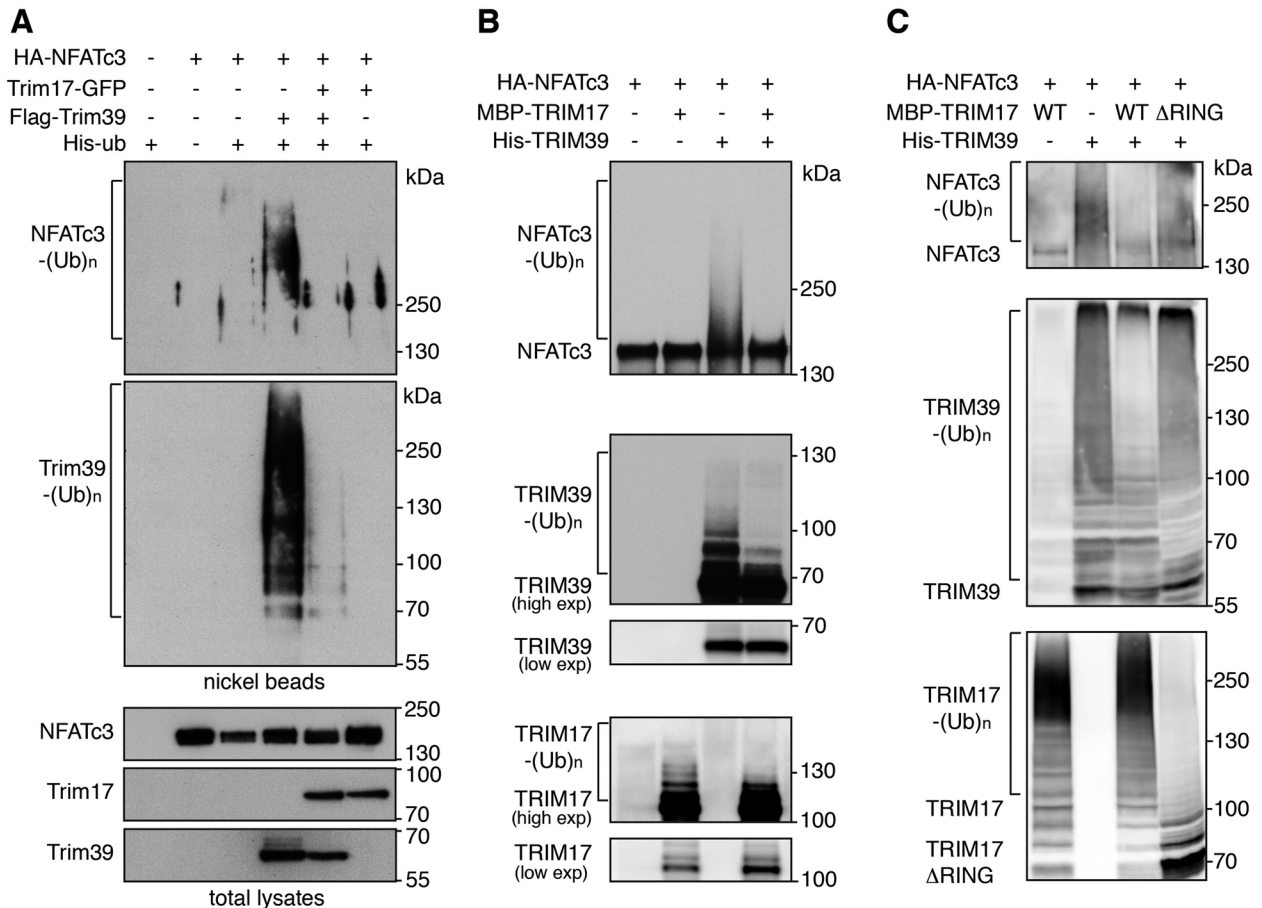 A
HA-NFATc3 - + + + + +
Trim17-GFP - - - - + +
Flag-Trim39 - - - + + -
His-ub + - + + + +
kDa
NFATc3
-(Ub)n
250
130
kDa
Trim39
-(Ub)n
250
130
100
70
55
nickel beads
NFATc3
250
130
Trim17
100
70
Trim39
70
55
total lysates
B
HA-NFATc3 + + + +
MBP-TRIM17 - + - +
His-TRIM39 - - + +
kDa
NFATc3
-(Ub)n
250
NFATc3
130
130
TRIM39
-(Ub)n
100
TRIM39
(high exp)
70
70
TRIM39
(low exp)
TRIM17
-(Ub)n
130
TRIM17
(high exp)
100
TRIM17
(low exp)
100
C
HA-NFATc3 + + + +
MBP-TRIM17 WT - WT ΔRING
His-TRIM39 - + + +
kDa
NFATc3
-(Ub)n
250
NFATc3
130
250
TRIM39
-(Ub)n
130
100
70
TRIM39
55
TRIM17
-(Ub)n
250
130
TRIM17
100
TRIM17
ΔRING
70